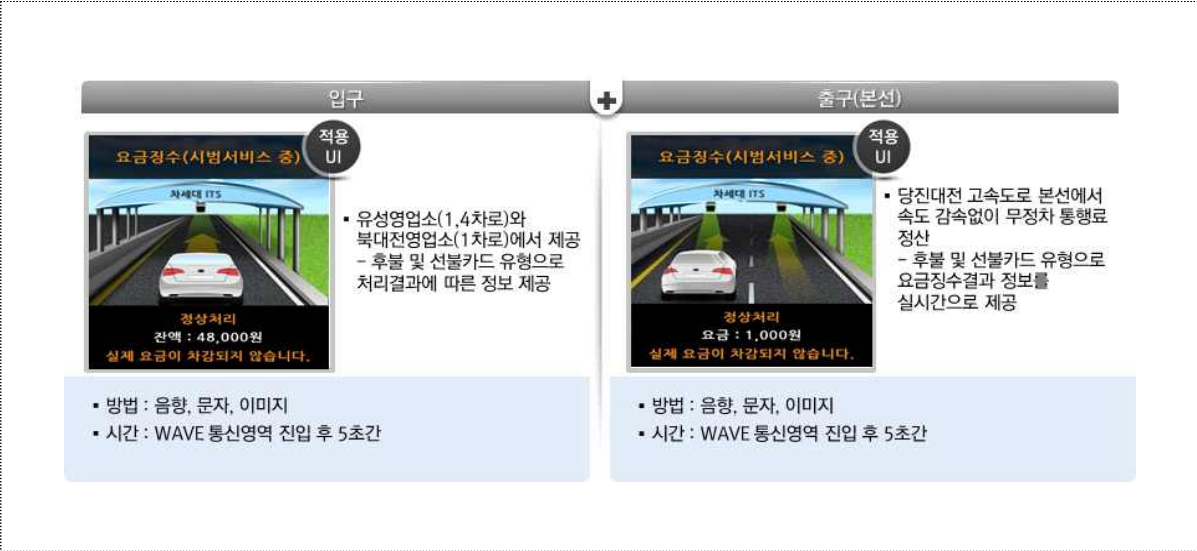 입구
출구(본선)
적용
UI
요금징수(시범서비스 중)
차세대 ITS
정상처리
잔액 : 48,000원
실제 요금이 차감되지 않습니다.
▪ 유성영업소(1,4차로)와
북대전영업소(1차로)에서 제공
– 후불 및 선불카드 유형으로
처리결과에 따른 정보 제공
▪ 방법 : 음향, 문자, 이미지
▪ 시간 : WAVE 통신영역 진입 후 5초간
적용
UI
요금징수(시범서비스 중)
차세대 ITS
정상처리
요금 : 1,000원
실제 요금이 차감되지 않습니다.
▪ 당진대전 고속도로 본선에서
속도 감속없이 무정차 통행료
정산
– 후불 및 선불카드 유형으로
요금징수결과 정보를
실시간으로 제공
▪ 방법 : 음향, 문자, 이미지
▪ 시간 : WAVE 통신영역 진입 후 5초간